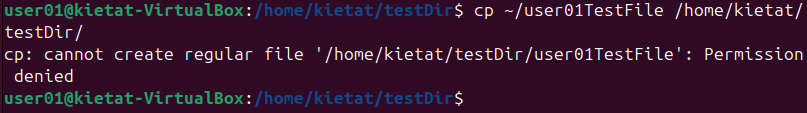 user01@kietat-VirtualBox:/home/kietat/testDir$ cp ~/user01TestFile /home/kietat/
testDir/
cp: cannot create regular file '/home/kietat/testDir/user01TestFile': Permission
 denied
user01@kietat-VirtualBox:/home/kietat/testDir$